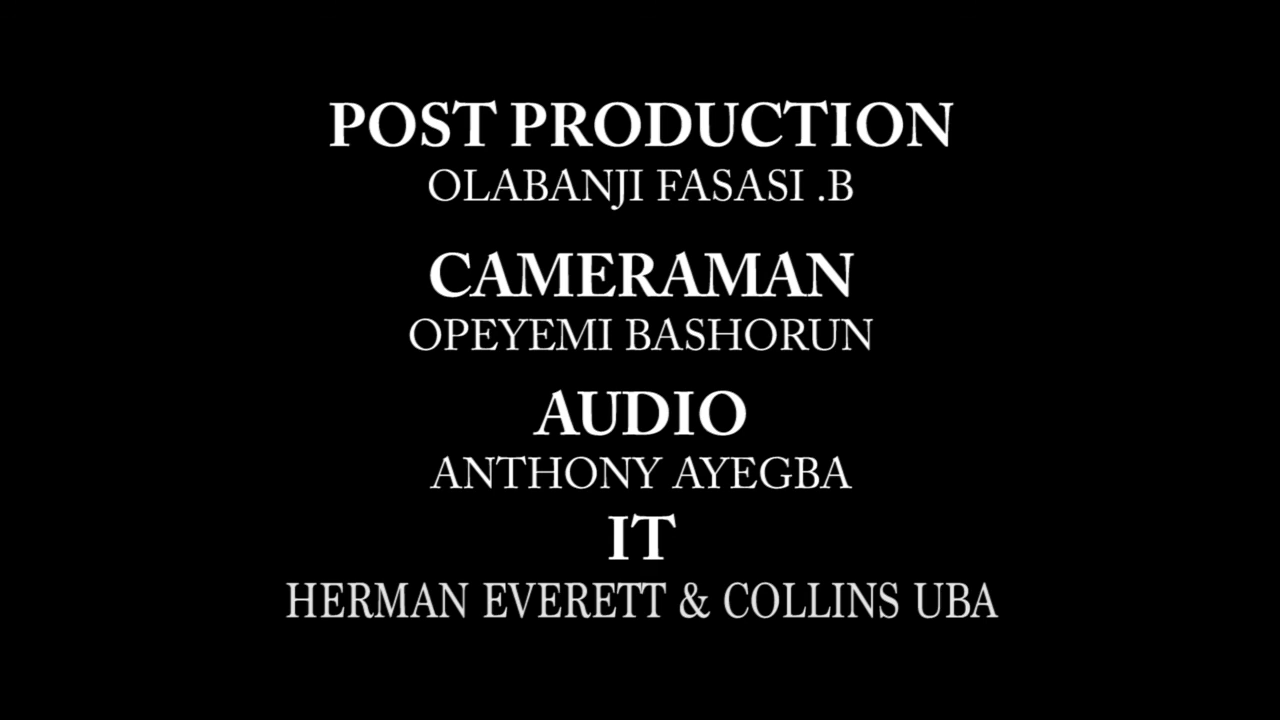 POST PRODUCTION
OLABANJI FASASI .B
CAMERAMAN
OPEYEMI BASHORUN
AUDIO
ANTHONY AYEGBA
IT
HERMAN EVERETT & COLLINS UBA